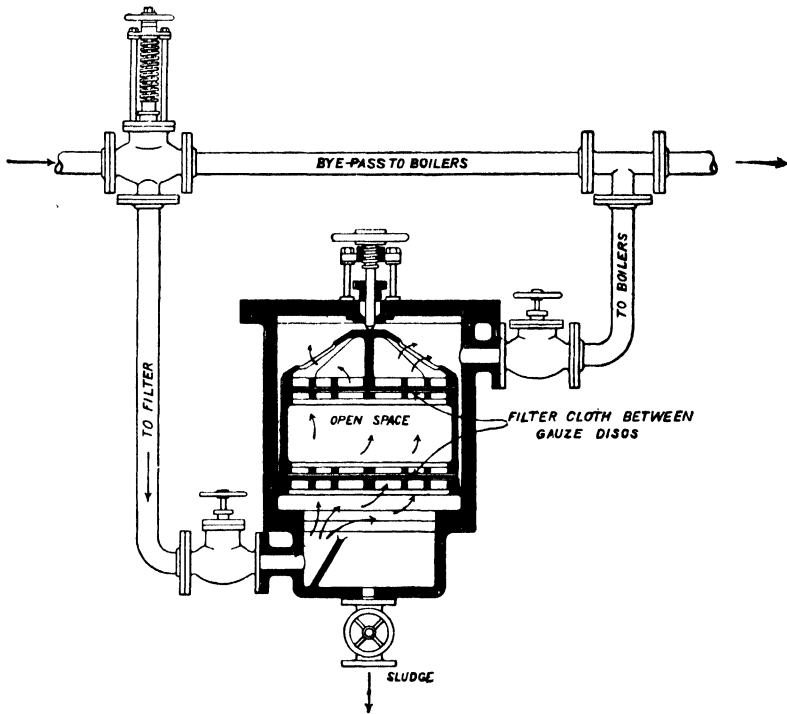 BYE-PASS TO BOILERS
TO BOILERS
TO FILTER
OPEN SPACE
FILTER CLOTH BETWEEN
GAUZE DISOS
SLUDGE